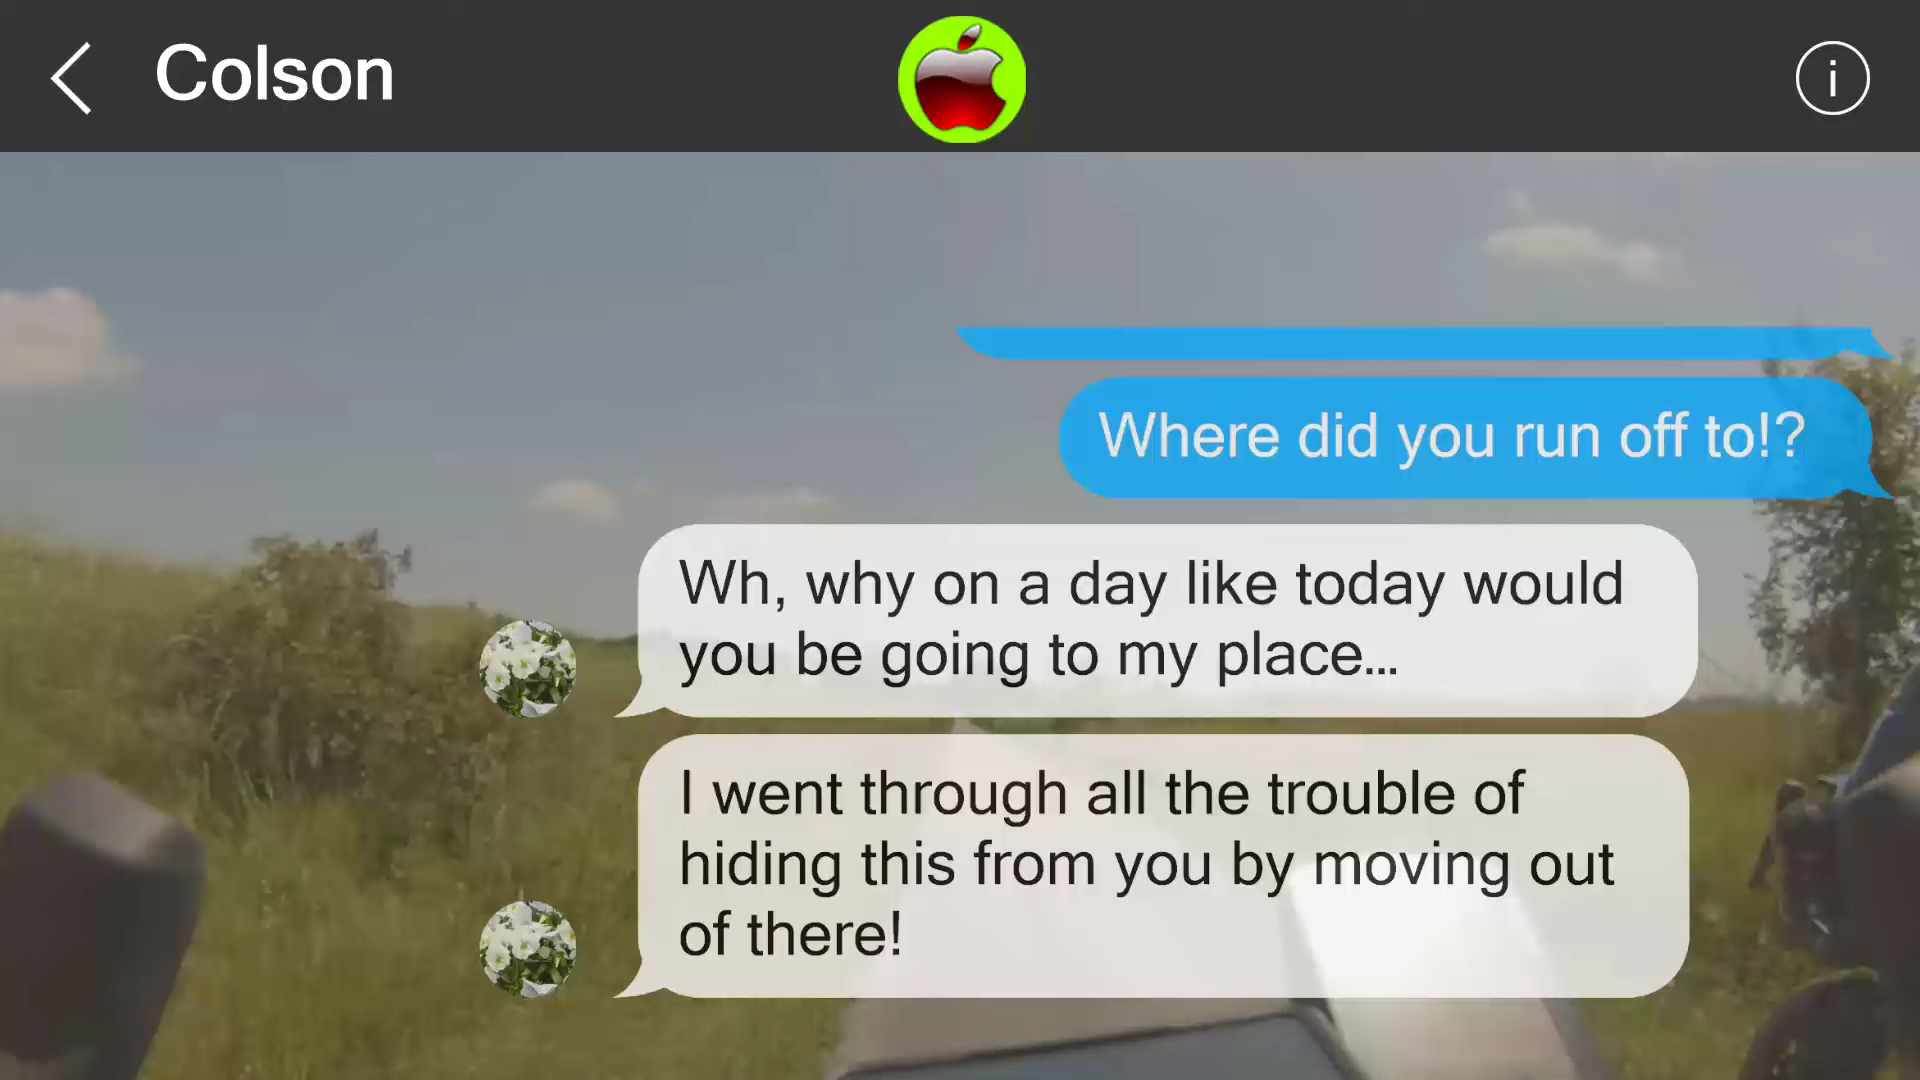 Colson
Where did you run off to!?
Wh, why on a day like today would
you be going to my place...
I went through all the trouble of
hiding this from you by moving out
of there!